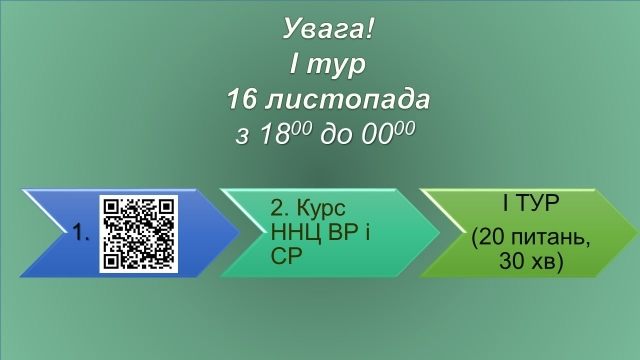 Увага!
І тур
16 листопада
з 18⁰⁰ до 00⁰⁰
1.
2. Курс
ННЦ ВР і
СР
І ТУР
(20 питань,
30 хв)